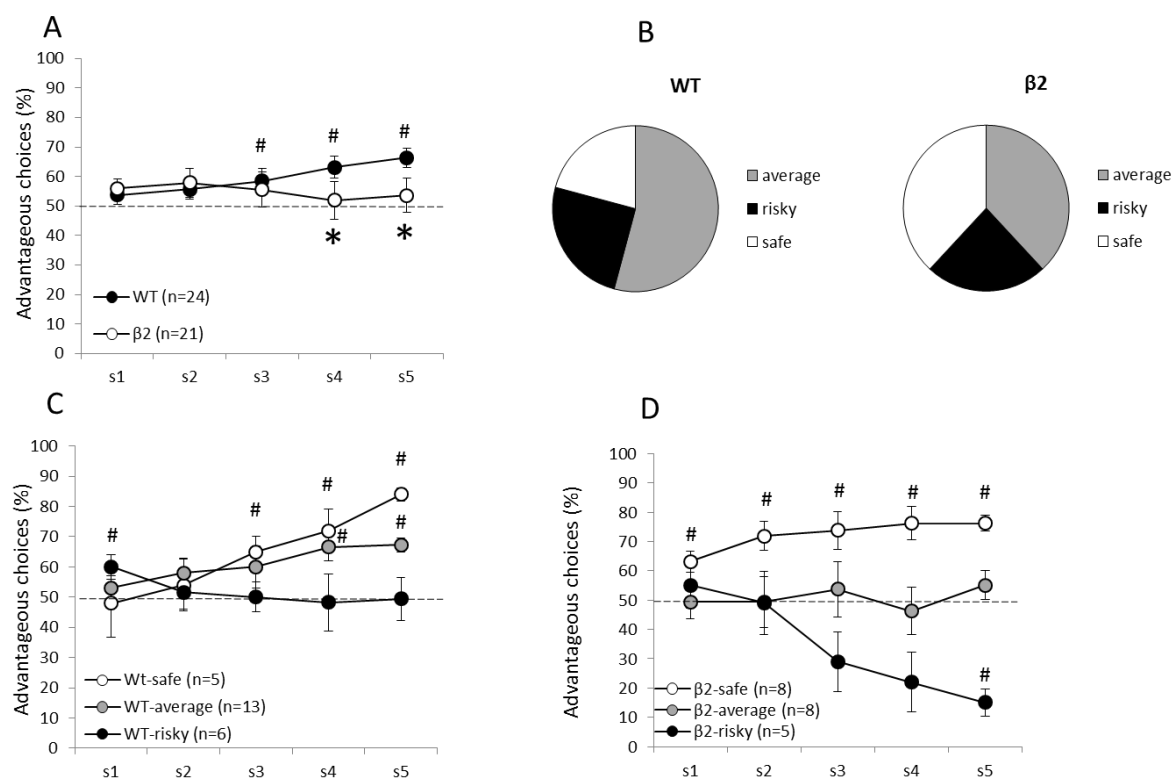 A
Advantageous choices (%)
100
90
80
70
60
50
40
30
20
10
0
# # #
* *
WT (n=24)
β2 (n=21)
s1 s2 s3 s4 s5
B
WT
average
risky
safe
β2
average
risky
safe
C
Advantageous choices (%)
100
90
80
70
60
50
40
30
20
10
0
# # # # # #
Wt-safe (n=5)
WT-average (n=13)
WT-risky (n=6)
s1 s2 s3 s4 s5
D
Advantageous choices (%)
100
90
80
70
60
50
40
30
20
10
0
# # # # #
#
β2-safe (n=8)
β2-average (n=8)
β2-risky (n=5)
s1 s2 s3 s4 s5